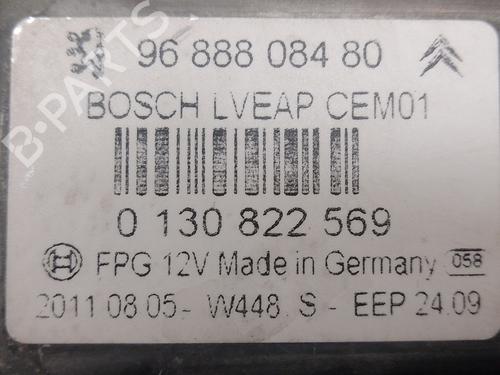 96 888 084 80
BOSCH LVEAP CEM01
0 130 822 569
FPG 12V Made in Germany 058
2011 08 05- W448 S - EEP 24.09
B-PARTS